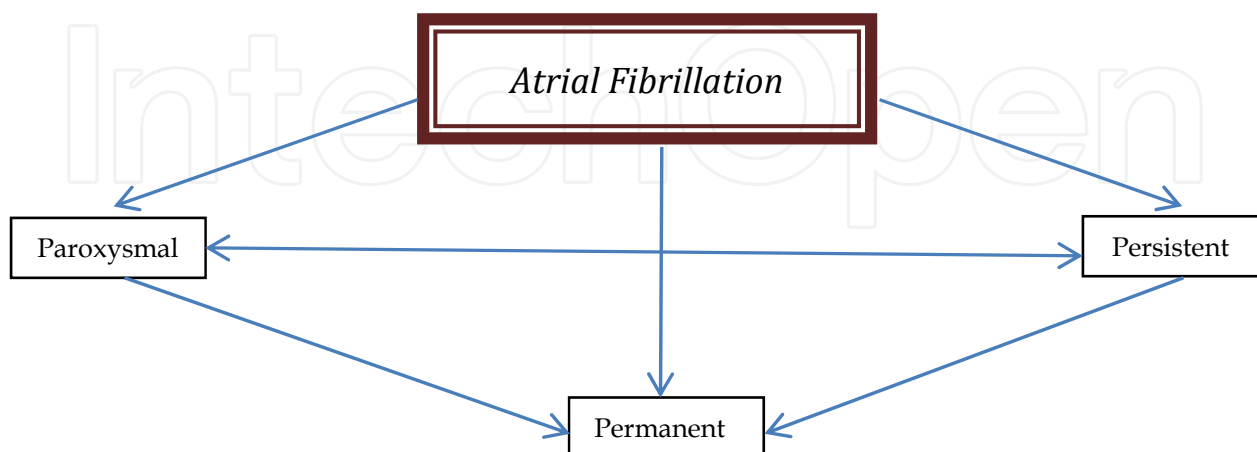 IntechOpen
Atrial Fibrillation
Paroxysmal
Persistent
Permanent